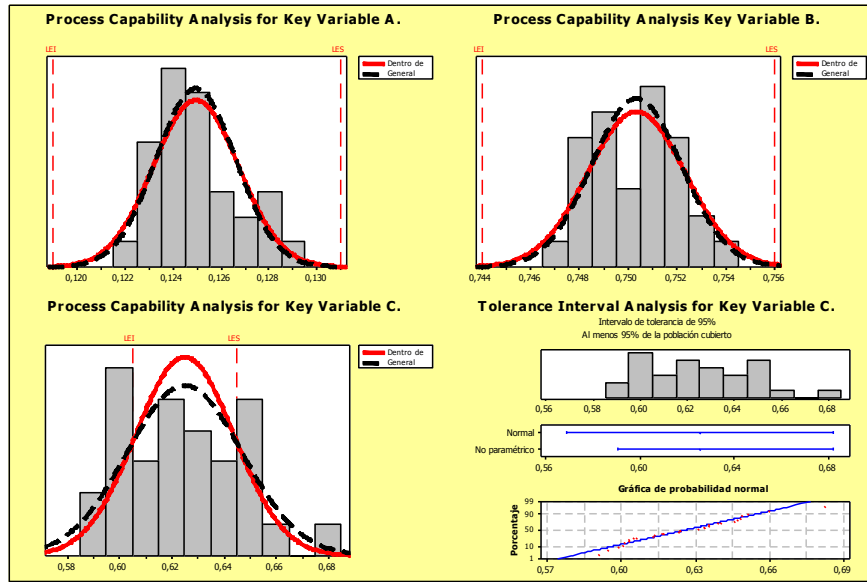 Process Capability Analysis for Key Variable A.
LEI
LES
Dentro de
General
0,120 0,122 0,124 0,126 0,128 0,130
Process Capability Analysis Key Variable B.
LEI
LES
Dentro de
General
0,744 0,746 0,748 0,750 0,752 0,754 0,756
Process Capability Analysis for Key Variable C.
LEI
LES
Dentro de
General
0,58 0,60 0,62 0,64 0,66 0,68
Tolerance Interval Analysis for Key Variable C.
Intervalo de tolerancia de 95%
Al menos 95% de la población cubierto
0,56 0,58 0,60 0,62 0,64 0,66 0,68
Normal
No paramétrico
0,56 0,60 0,64 0,68
Gráfica de probabilidad normal
Porcentaje
99
90
50
10
1
0,57 0,60 0,63 0,66 0,69